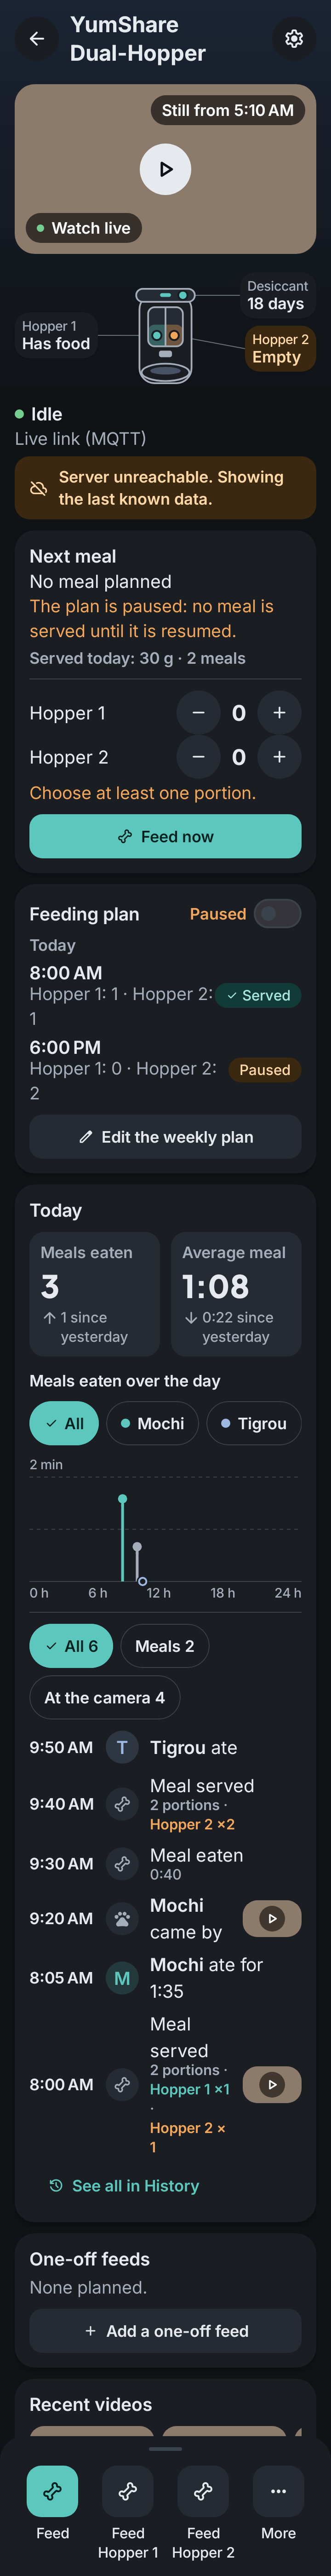 YumShare
Dual-Hopper
Still from 5:10 AM
Watch live
Desiccant
18 days
Hopper 1
Has food
Hopper 2
Empty
Idle
Live link (MQTT)
Server unreachable. Showing
the last known data.
Next meal
No meal planned
The plan is paused: no meal is
served until it is resumed.
Served today: 30 g · 2 meals
Hopper 1 − 0 +
Hopper 2 − 0 +
Choose at least one portion.
Feed now
Feeding plan Paused
Today
8:00 AM
Hopper 1: 1 · Hopper 2:
1
Served
6:00 PM
Hopper 1: 0 · Hopper 2:
2
Paused
Edit the weekly plan
Today
Meals eaten
3
1 since
yesterday
Average meal
1:08
0:22 since
yesterday
Meals eaten over the day
All Mochi Tigrou
2 min
0 h 6 h 12 h 18 h 24 h
All 6 Meals 2
At the camera 4
9:50 AM T Tigrou ate
9:40 AM Meal served
2 portions ·
Hopper 2 ×2
9:30 AM Meal eaten
0:40
9:20 AM Mochi
came by
8:05 AM M Mochi ate for
1:35
8:00 AM Meal
served
2 portions ·
Hopper 1 ×1
·
Hopper 2 ×
1
See all in History
One-off feeds
None planned.
+ Add a one-off feed
Recent videos
Feed
Feed
Hopper 1
Feed
Hopper 2
More